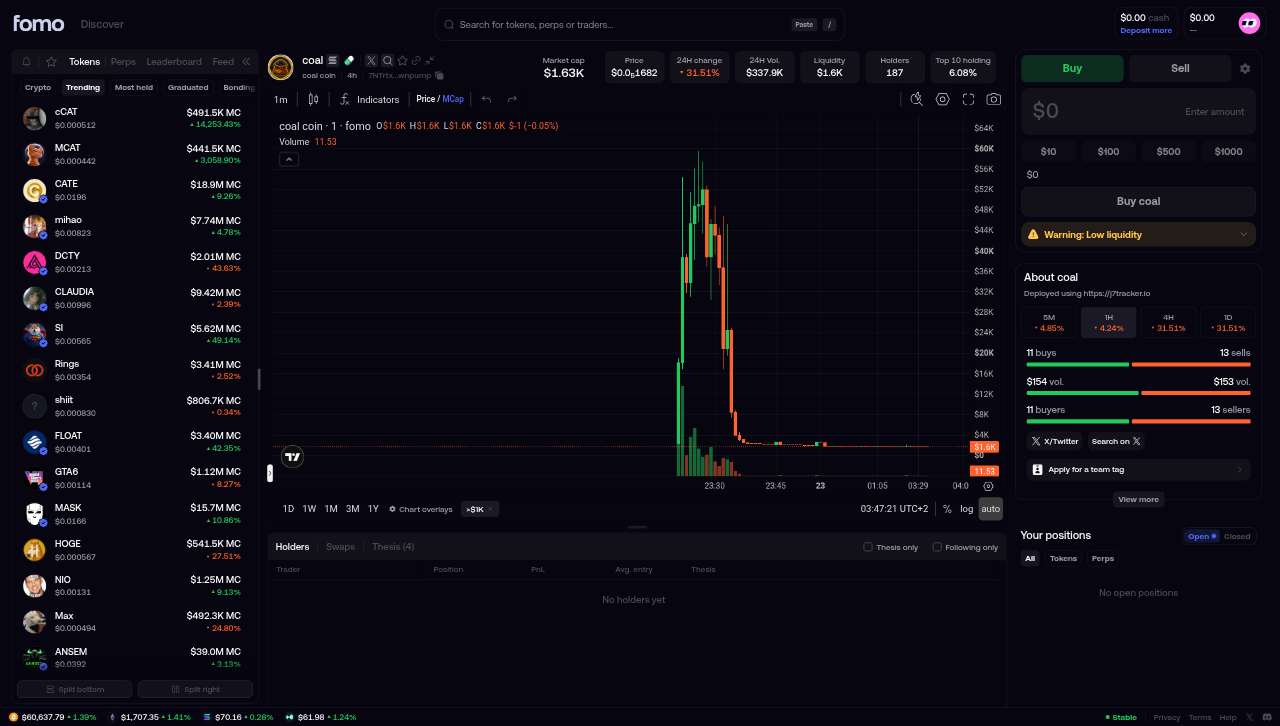 fomo Discover
Search for tokens, perps or traders... Paste /
$0.00 cash
Deposit more
$0.00
—
Tokens Perps Leaderboard Feed
Crypto Trending Most held Graduated Bonding
cCAT $491.5K MC
$0.000512 14,253.43%
MCAT $441.5K MC
$0.000442 3,058.90%
CATE $18.9M MC
$0.0196 9.26%
mihao $7.74M MC
$0.00823 4.78%
DCTY $2.01M MC
$0.00213 43.63%
CLAUDIA $9.42M MC
$0.00996 2.39%
SI $5.62M MC
$0.00565 49.14%
Rings $3.41M MC
$0.00354 2.52%
shiit $806.7K MC
$0.000830 0.34%
FLOAT $3.40M MC
$0.00401 42.35%
GTA6 $1.12M MC
$0.00114 8.27%
MASK $15.7M MC
$0.0166 10.86%
HOGE $541.5K MC
$0.000567 27.51%
NIO $1.25M MC
$0.00131 9.13%
Max $492.3K MC
$0.000494 24.80%
ANSEM $39.0M MC
$0.0392 3.13%
Split bottom Split right
coal
coal coin 4h
Market cap
$1.63K
Price
$0.0₅1682
24H change
31.51%
24H Vol.
$337.9K
Liquidity
$1.6K
Holders
187
Top 10 holding
6.08%
1m Indicators Price / MCap
coal coin · 1 · fomo O$1.6K H$1.6K L$1.6K C$1.6K $-1 (−0.05%)
Volume 11.53
$64K
$60K
$56K
$52K
$48K
$44K
$40K
$36K
$32K
$28K
$24K
$20K
$16K
$12K
$8K
$4K
$1.6K
$0
11.53
23:30 23:45 23 01:05 03:29 04:0
1D 1W 1M 3M 1Y Chart overlays >$1K
03:47:21 UTC+2 % log auto
Holders Swaps Thesis (4) Thesis only Following only
Trader Position PnL Avg. entry Thesis
No holders yet
Buy Sell
$0 Enter amount
$10 $100 $500 $1000
$0
Buy coal
Warning: Low liquidity
About coal
Deployed using https://j7tracker.io
5M 1H 4H 1D
4.85% 4.24% 31.51% 31.51%
11 buys 13 sells
$154 vol. $153 vol.
11 buyers 13 sellers
X/Twitter Search on X
Apply for a team tag
View more
Your positions Open Closed
All Tokens Perps
No open positions
$60,637.79 1.39% $1,707.35 1.41% $70.16 0.26% $61.98 1.24%
Stable Privacy Terms Help